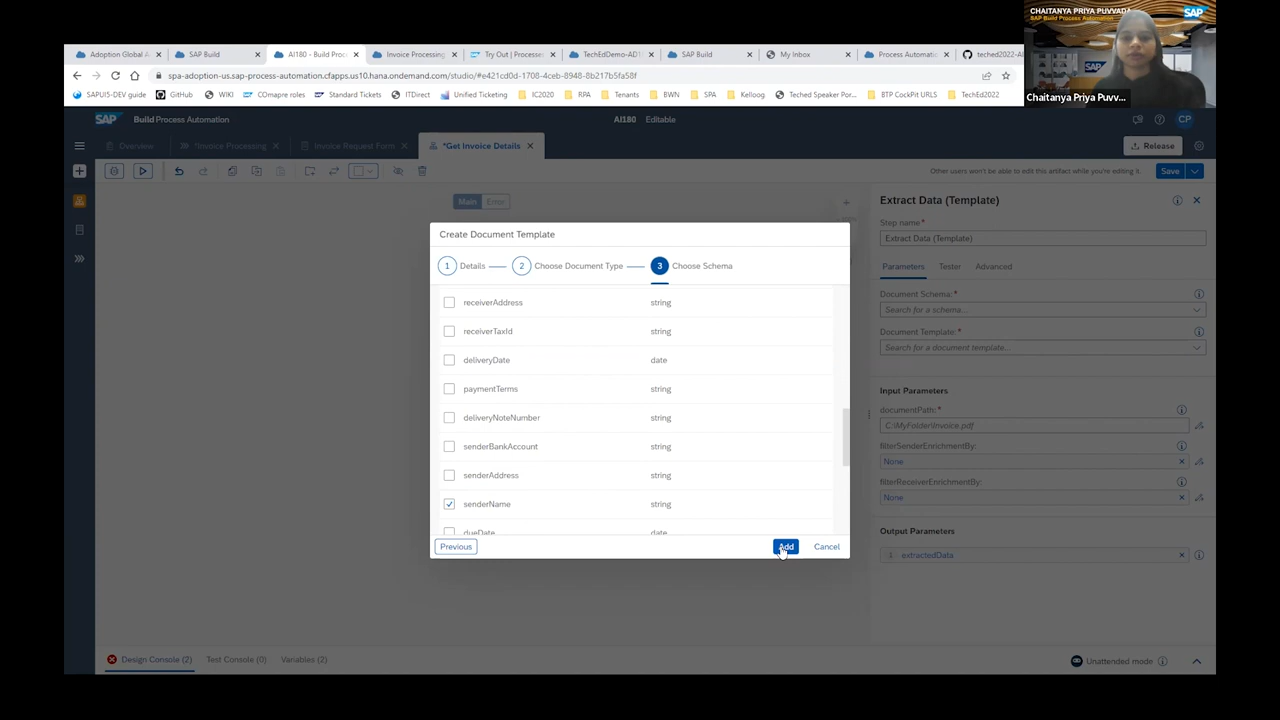 CHAITANYA PRIYA PUVVADA
SAP Build Process Automation
SAP
SAP
Chaitanya Priya Puvv...
Adoption Global A
SAP Build
AI180 - Build Proc
Invoice Processing
Try Out | Processe
TechEdDemo-AD1
SAP Build
My Inbox
Process Automatic
teched2022-AI
spa-adoption-us.sap-process-automation.cfapps.us10.hana.ondemand.com/studio/#e421cd0d-1708-4ceb-8948-8b217b5fa58f
SAPUI5-DEV guide
GitHub
WIKI
COmapre roles
Standard Tickets
ITDirect
Unified Ticketing
IC2020
RPA
Tenants
BWN
SPA
Kelloog
Teched Speaker Por...
BTP CockPit URLS
TechEd2022
SAP
Build Process Automation
AI180
Editable
CP
Overview
*Invoice Processing
Invoice Request Form
*Get Invoice Details
Release
Other users won't be able to edit this artifact while you're editing it.
Save
Main
Error
Create Document Template
1 Details
2 Choose Document Type
3 Choose Schema
receiverAddress string
receiverTaxId string
deliveryDate date
paymentTerms string
deliveryNoteNumber string
senderBankAccount string
senderAddress string
senderName string
dueDate date
Previous
Add
Cancel
Extract Data (Template)
Step name*
Extract Data (Template)
Parameters
Tester
Advanced
Document Schema:*
Search for a schema...
Document Template:*
Search for a document template...
Input Parameters
documentPath:*
C:\MyFolder\Invoice.pdf
filterSenderEnrichmentBy:
None
filterReceiverEnrichmentBy:
None
Output Parameters
extractedData
Design Console (2)
Test Console (0)
Variables (2)
Unattended mode